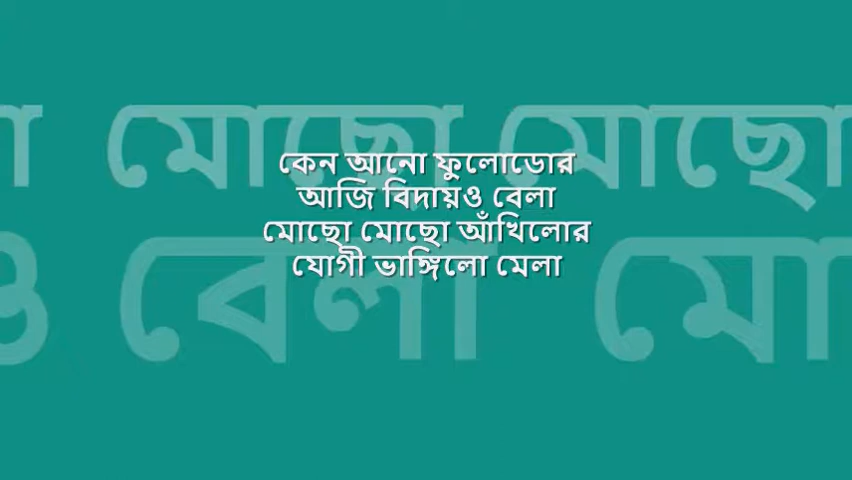 কেন আনো ফুলোডোর
আজি বিদায়ও বেলা
মোছো মোছো আঁখিলোর
যোগী ভাঙ্গিলো মেলা
মোছো মোছো
ও বেলা মো